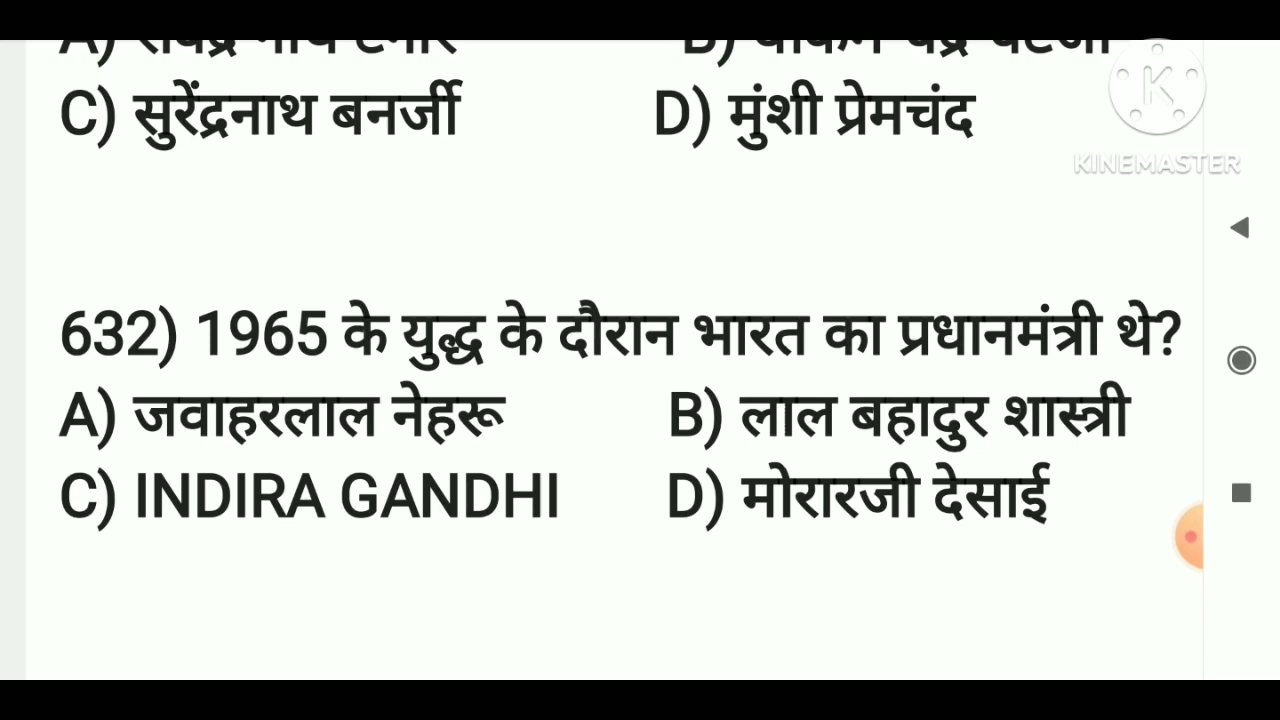 C) सुरेंद्रनाथ बनर्जी D) मुंशी प्रेमचंद
KINEMASTER
632) 1965 के युद्ध के दौरान भारत का प्रधानमंत्री थे?
A) जवाहरलाल नेहरू B) लाल बहादुर शास्त्री
C) INDIRA GANDHI D) मोरारजी देसाई